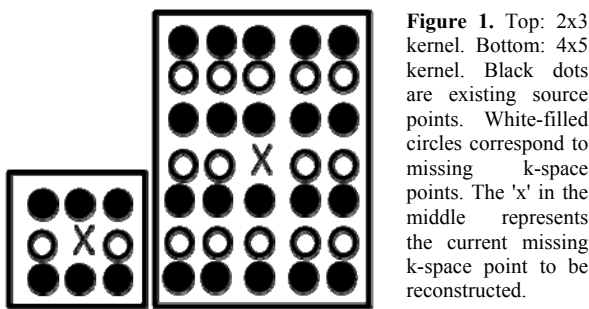 Figure 1. Top: 2x3
kernel. Bottom: 4x5
kernel. Black dots
are existing source
points. White-filled
circles correspond to
missing k-space
points. The 'x' in the
middle represents
the current missing
k-space point to be
reconstructed.
X
X